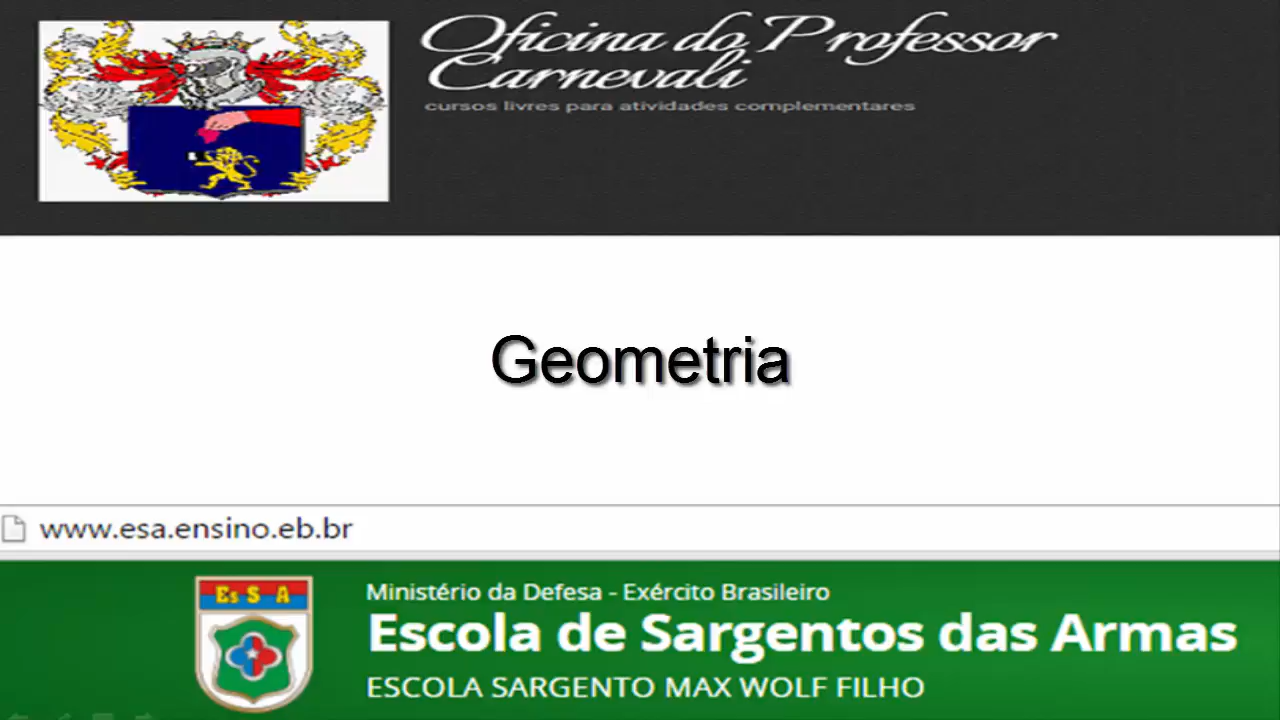 Oficina do Professor
Carnevali
cursos livres para atividades complementares
Geometria
www.esa.ensino.eb.br
EsSA
Ministério da Defesa - Exército Brasileiro
Escola de Sargentos das Armas
ESCOLA SARGENTO MAX WOLF FILHO